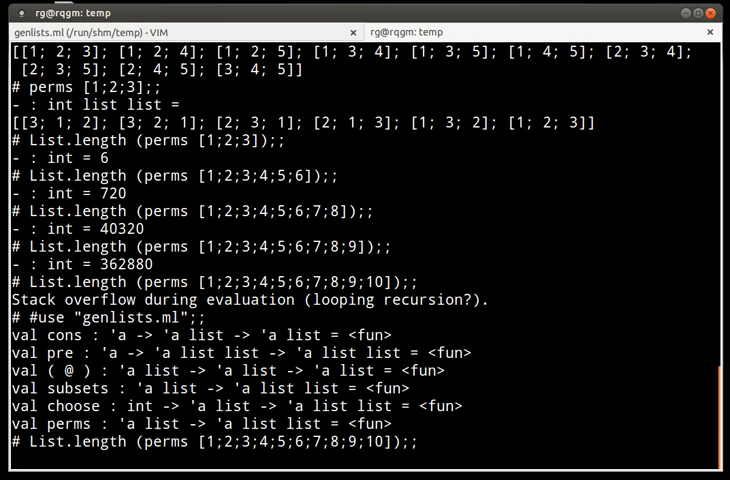 rg@rqgm: temp
genlists.ml (/run/shm/temp) - VIM
rg@rqgm: temp
[[1; 2; 3]; [1; 2; 4]; [1; 2; 5]; [1; 3; 4]; [1; 3; 5]; [1; 4; 5]; [2; 3; 4];
[2; 3; 5]; [2; 4; 5]; [3; 4; 5]]
# perms [1;2;3];;
- : int list list =
[[3; 1; 2]; [3; 2; 1]; [2; 3; 1]; [2; 1; 3]; [1; 3; 2]; [1; 2; 3]]
# List.length (perms [1;2;3]);;
- : int = 6
# List.length (perms [1;2;3;4;5;6]);;
- : int = 720
# List.length (perms [1;2;3;4;5;6;7;8]);;
- : int = 40320
# List.length (perms [1;2;3;4;5;6;7;8;9]);;
- : int = 362880
# List.length (perms [1;2;3;4;5;6;7;8;9;10]);;
Stack overflow during evaluation (looping recursion?).
# #use "genlists.ml";;
val cons : 'a -> 'a list -> 'a list = <fun>
val pre : 'a -> 'a list list -> 'a list list = <fun>
val ( @ ) : 'a list -> 'a list -> 'a list = <fun>
val subsets : 'a list -> 'a list list = <fun>
val choose : int -> 'a list -> 'a list list = <fun>
val perms : 'a list -> 'a list list = <fun>
# List.length (perms [1;2;3;4;5;6;7;8;9;10]);;